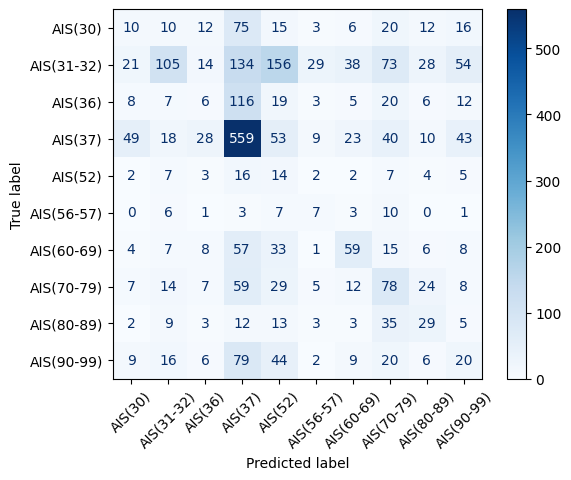 True label
AIS(30) 10 10 12 75 15 3 6 20 12 16
AIS(31-32) 21 105 14 134 156 29 38 73 28 54
AIS(36) 8 7 6 116 19 3 5 20 6 12
AIS(37) 49 18 28 559 53 9 23 40 10 43
AIS(52) 2 7 3 16 14 2 2 7 4 5
AIS(56-57) 0 6 1 3 7 7 3 10 0 1
AIS(60-69) 4 7 8 57 33 1 59 15 6 8
AIS(70-79) 7 14 7 59 29 5 12 78 24 8
AIS(80-89) 2 9 3 12 13 3 3 35 29 5
AIS(90-99) 9 16 6 79 44 2 9 20 6 20
AIS(30) AIS(31-32) AIS(36) AIS(37) AIS(52) AIS(56-57) AIS(60-69) AIS(70-79) AIS(80-89) AIS(90-99)
Predicted label
500
400
300
200
100
0